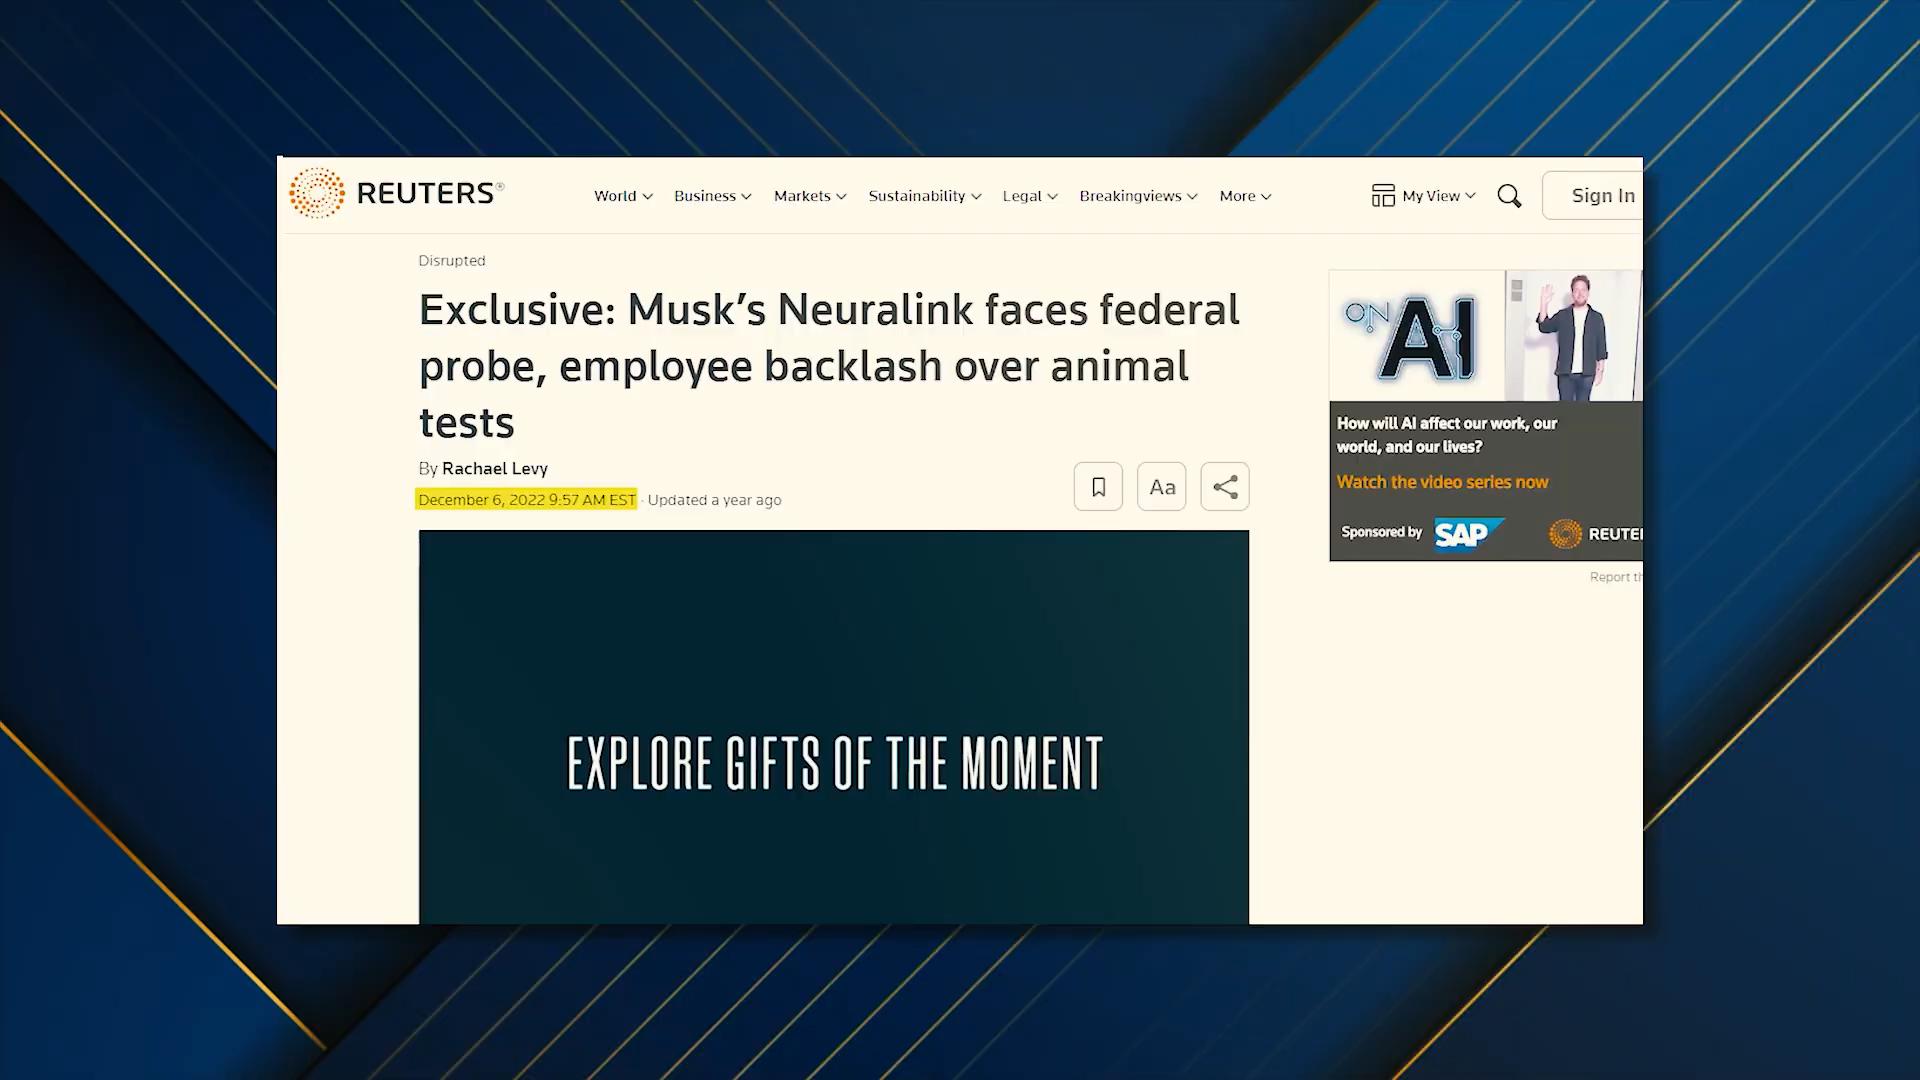 REUTERS®
World
Business
Markets
Sustainability
Legal
Breakingviews
More
My View
Sign In
Disrupted
Exclusive: Musk’s Neuralink faces federal
probe, employee backlash over animal
tests
By Rachael Levy
December 6, 2022 9:57 AM EST · Updated a year ago
Aa
EXPLORE GIFTS OF THE MOMENT
ON AI
How will AI affect our work, our
world, and our lives?
Watch the video series now
Sponsored by SAP
Report